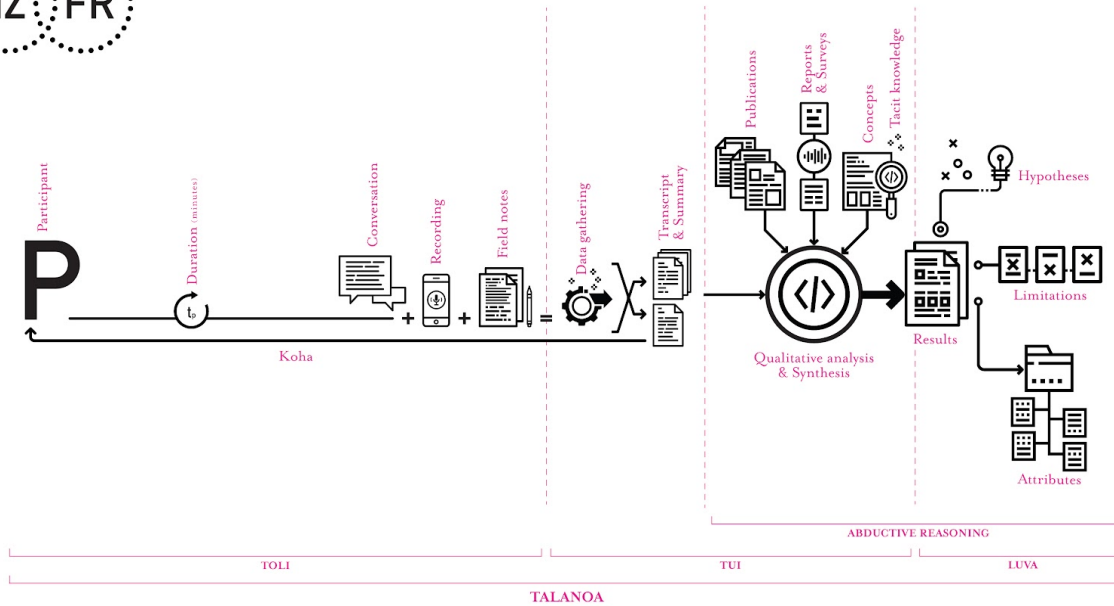 FR
Participant
Duration (minutes)
tp
Conversation
Recording
Field notes
Data gathering
Transcript
& Summary
Publications
Reports
& Surveys
Concepts
Tacit knowledge
+
+
=
P
</>
</>
Koha
Qualitative analysis
& Synthesis
Results
Hypotheses
Limitations
Attributes
ABDUCTIVE REASONING
TOLI
TUI
LUVA
TALANOA